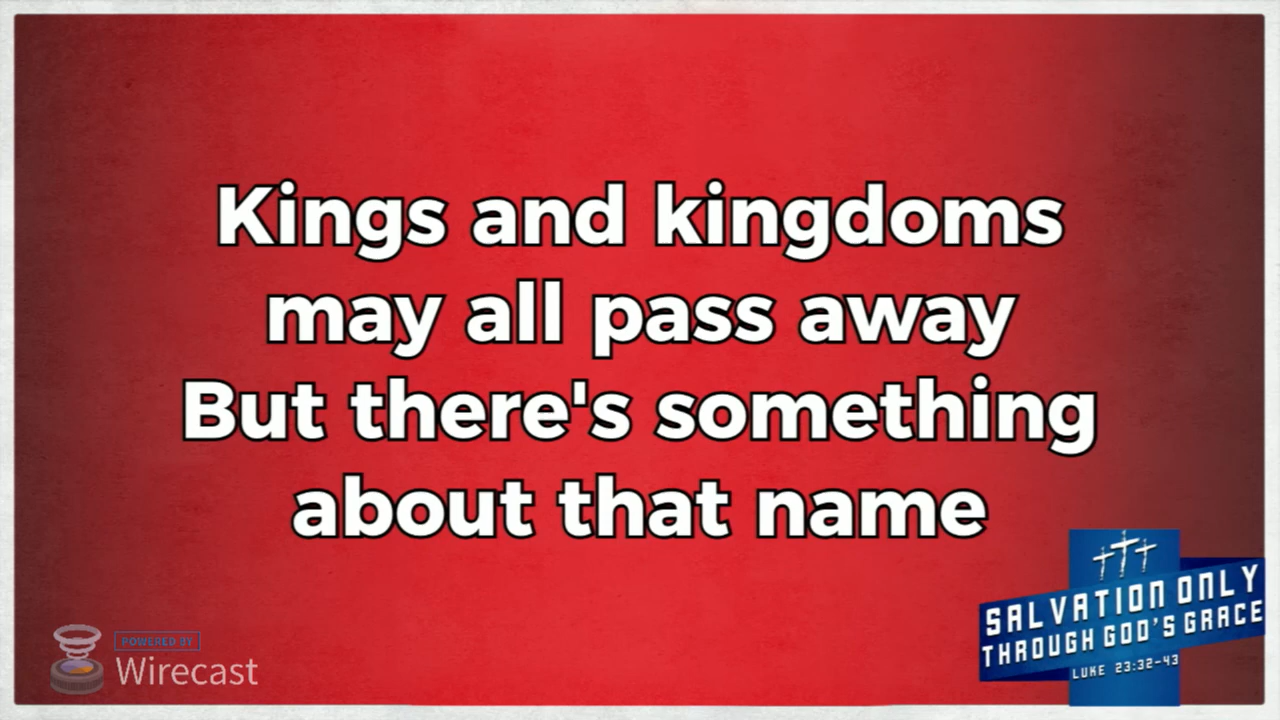 Kings and kingdoms
may all pass away
But there's something
about that name
SALVATION ONLY
THROUGH GOD'S GRACE
LUKE 23:32-43
POWERED BY
Wirecast